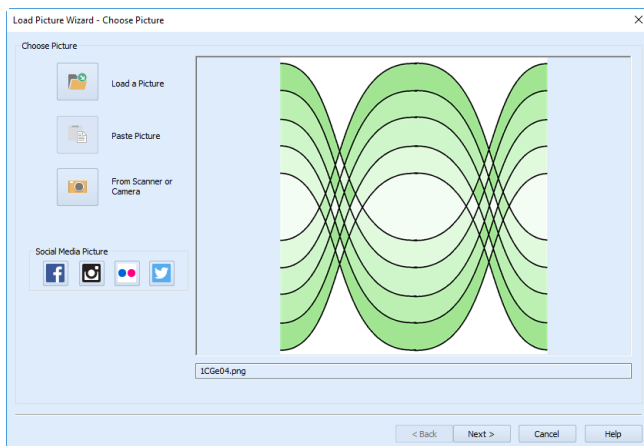 Load Picture Wizard - Choose Picture
Choose Picture
Load a Picture
Paste Picture
From Scanner or
Camera
Social Media Picture
1CGe04.png
< Back
Next >
Cancel
Help